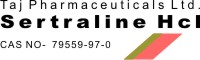 Taj Pharmaceuticals Ltd.
Sertraline Hcl
CAS NO- 79559-97-0